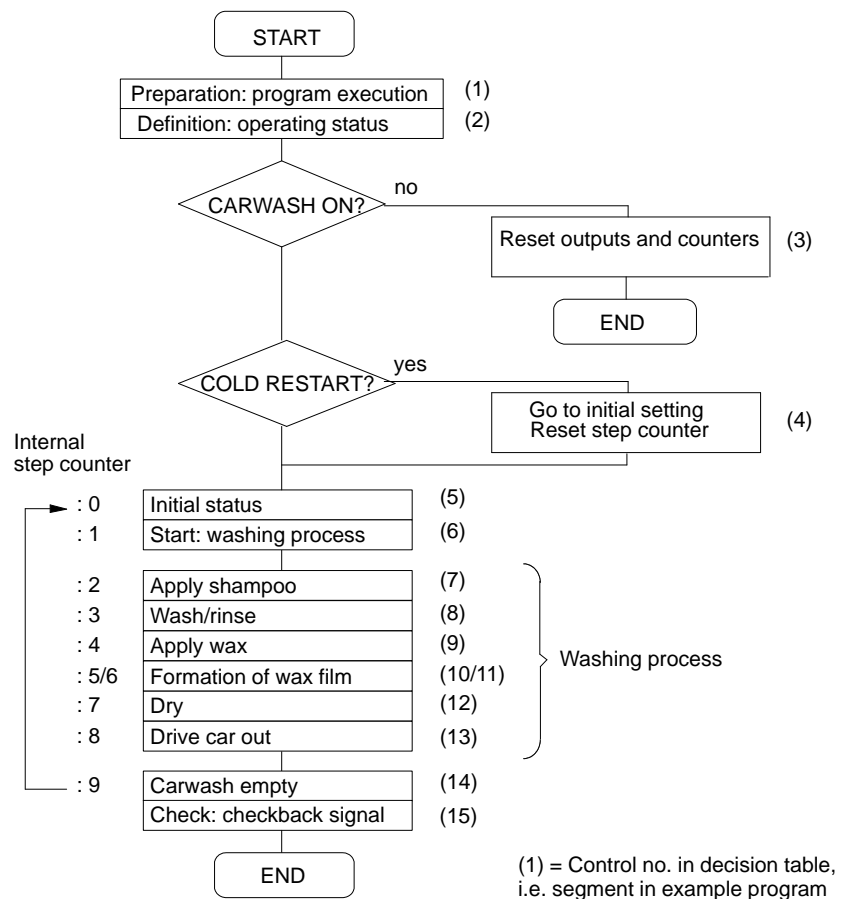 START
Preparation: program execution (1)
Definition: operating status (2)
CARWASH ON?
no
Reset outputs and counters (3)
END
COLD RESTART?
yes
Go to initial setting
Reset step counter
(4)
Internal
step counter
: 0 Initial status (5)
: 1 Start: washing process (6)
: 2 Apply shampoo (7)
: 3 Wash/rinse (8)
: 4 Apply wax (9)
: 5/6 Formation of wax film (10/11)
: 7 Dry (12)
: 8 Drive car out (13)
Washing process
: 9 Carwash empty (14)
Check: checkback signal (15)
END
(1) = Control no. in decision table,
i.e. segment in example program